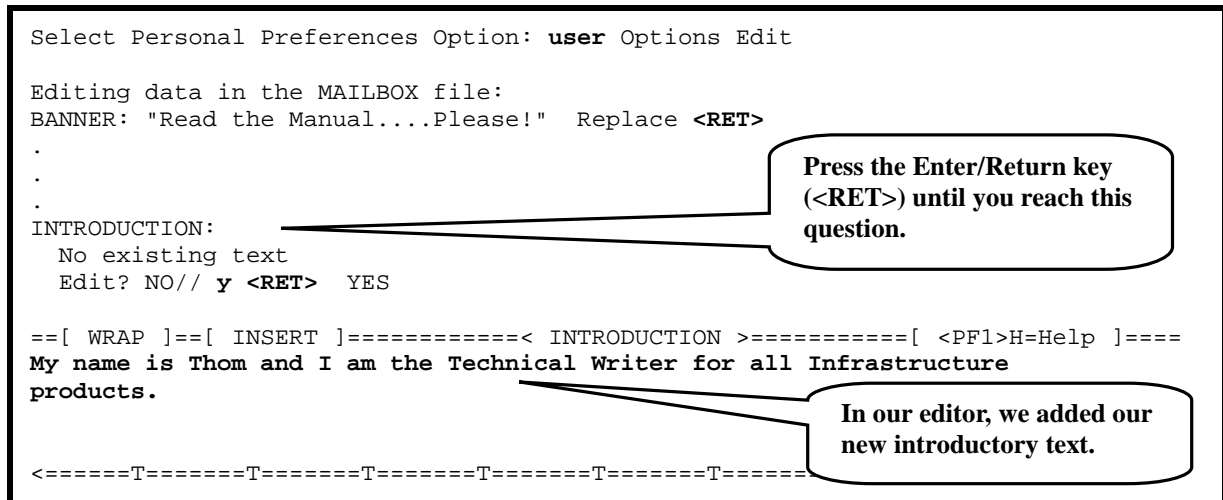 Select Personal Preferences Option: user Options Edit
Editing data in the MAILBOX file:
BANNER: "Read the Manual....Please!"  Replace <RET>
.
.
.
INTRODUCTION:
  No existing text
  Edit? NO// y <RET>  YES
Press the Enter/Return key
(<RET>) until you reach this
question.
==[ WRAP ]==[ INSERT ]============< INTRODUCTION >===========[ <PF1>H=Help ]====
My name is Thom and I am the Technical Writer for all Infrastructure
products.
In our editor, we added our
new introductory text.
<======T=======T=======T=======T=======T=======T=======